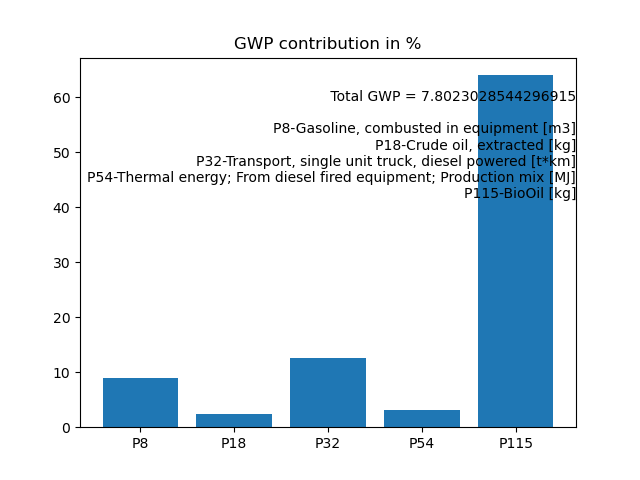 GWP contribution in %
60
50
40
30
20
10
0
Total GWP = 7.8023028544296915
P8-Gasoline, combusted in equipment [m3]
P18-Crude oil, extracted [kg]
P32-Transport, single unit truck, diesel powered [t*km]
P54-Thermal energy; From diesel fired equipment; Production mix [MJ]
P115-BioOil [kg]
P8 P18 P32 P54 P115